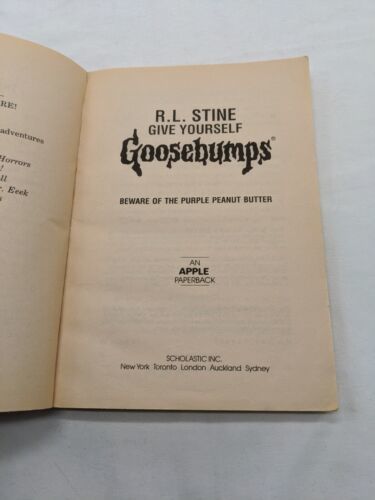 RE!
adventures
Horrors
!
ll
r. Eeek
s
R.L. STINE
GIVE YOURSELF
Goosebumps®
BEWARE OF THE PURPLE PEANUT BUTTER
AN
APPLE
PAPERBACK
SCHOLASTIC INC.
New York Toronto London Auckland Sydney